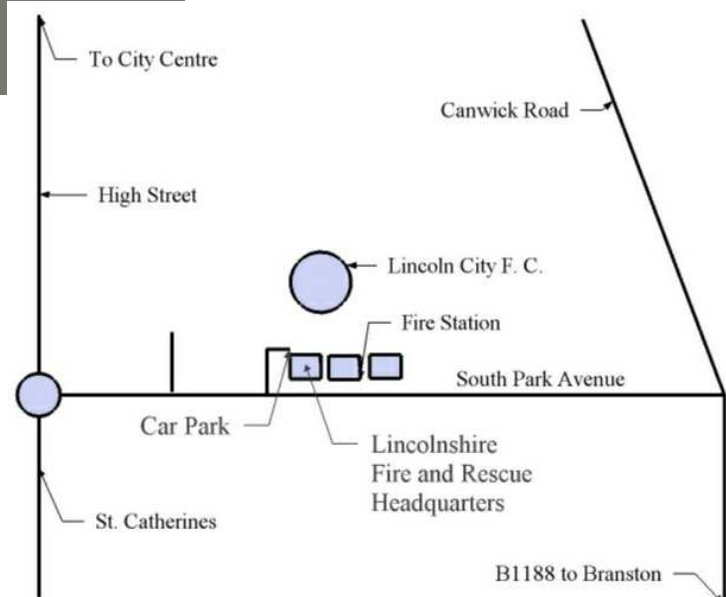 To City Centre
Canwick Road
High Street
Lincoln City F. C.
Fire Station
South Park Avenue
Car Park
Lincolnshire
Fire and Rescue
Headquarters
St. Catherines
B1188 to Branston